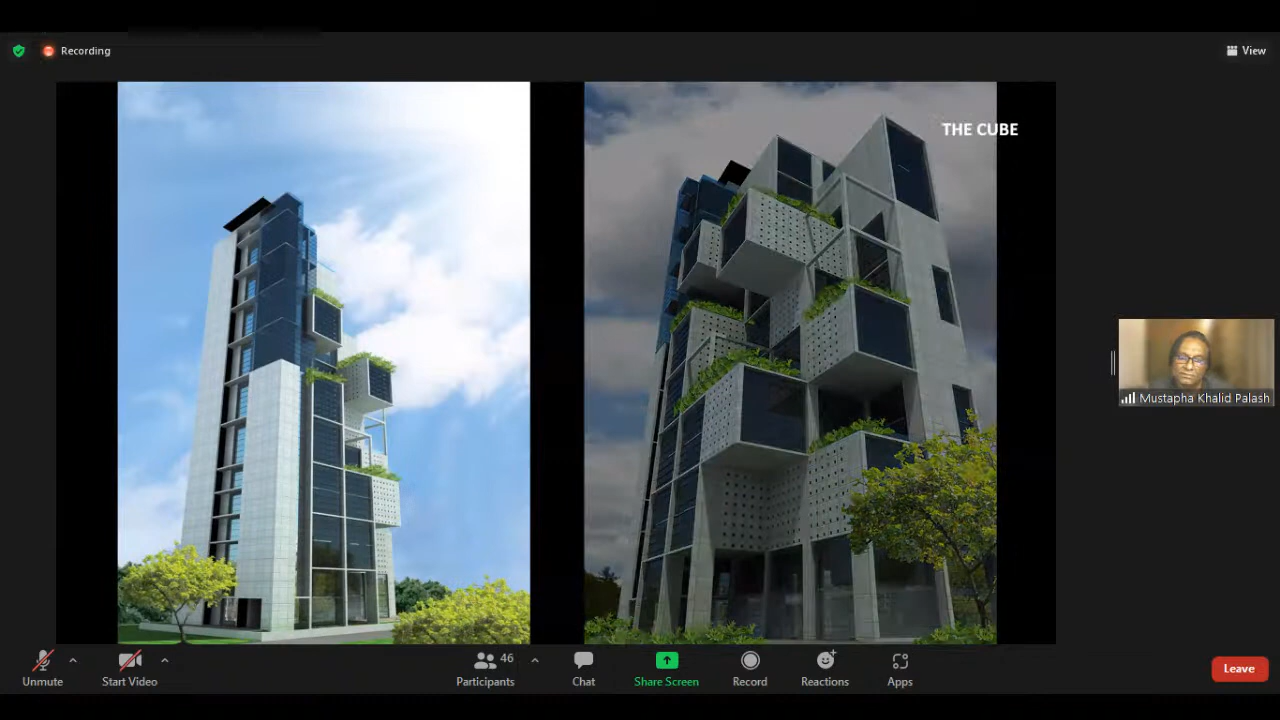 Recording
View
THE CUBE
Mustapha Khalid Palash
46
Unmute
Start Video
Participants
Chat
Share Screen
Record
Reactions
Apps
Leave